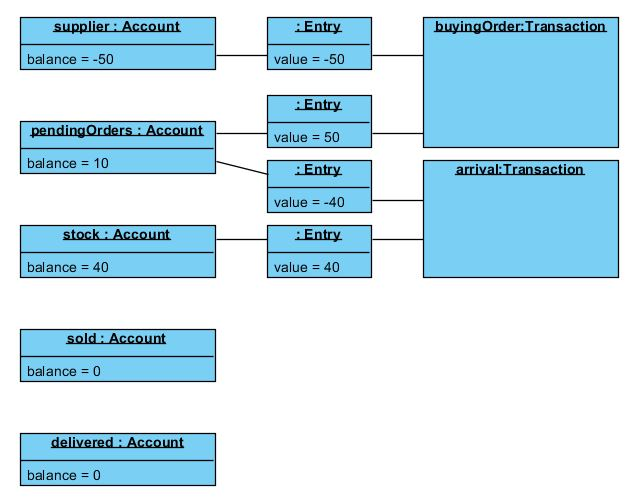 supplier : Account
balance = -50
: Entry
value = -50
buyingOrder:Transaction
: Entry
value = 50
pendingOrders : Account
balance = 10
: Entry
value = -40
arrival:Transaction
stock : Account
balance = 40
: Entry
value = 40
sold : Account
balance = 0
delivered : Account
balance = 0